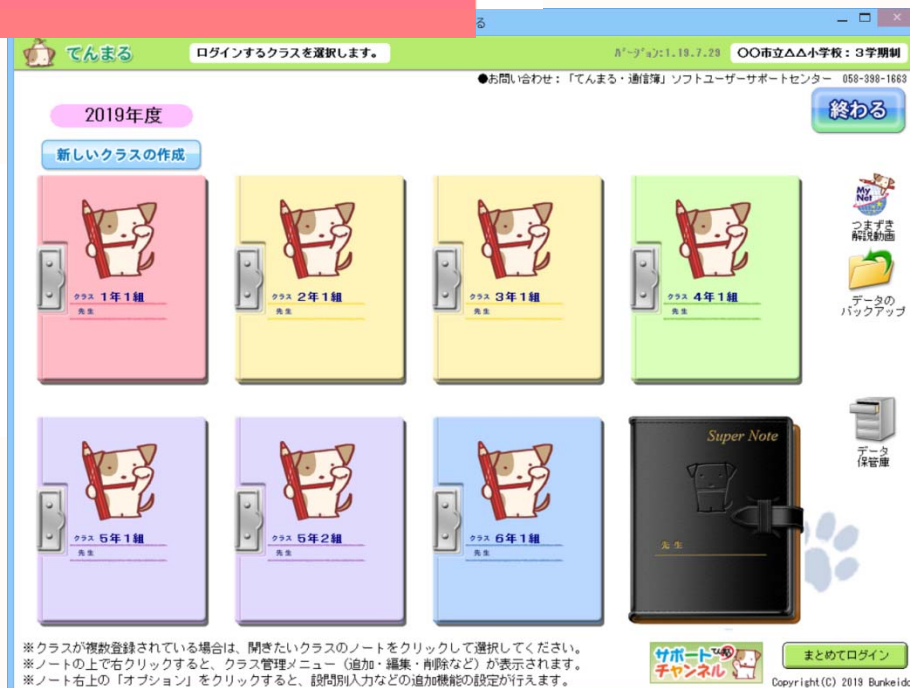 る
てんまる
ログインするクラスを選択します。
ﾊﾞｰｼﾞｮﾝ:1.19.7.29
〇〇市立△△小学校：３学期制
●お問い合わせ：「てんまる・通信簿」ソフトユーザーサポートセンター 058-398-1663
2019年度
終わる
新しいクラスの作成
クラス 1年1組
先生
クラス 2年1組
先生
クラス 3年1組
先生
クラス 4年1組
先生
My Net
つまずき
解説動画
データの
バックアップ
クラス 5年1組
先生
クラス 5年2組
先生
クラス 6年1組
先生
Super Note
先生
データ
保管庫
※クラスが複数登録されている場合は、開きたいクラスのノートをクリックして選択してください。
※ノートの上で右クリックすると、クラス管理メニュー（追加・編集・削除など）が表示されます。
※ノート右上の「オプション」をクリックすると、設問別入力などの追加機能の設定が行えます。
サポート
チャンネル
まとめてログイン
Copyright(C) 2019 Bunkeido